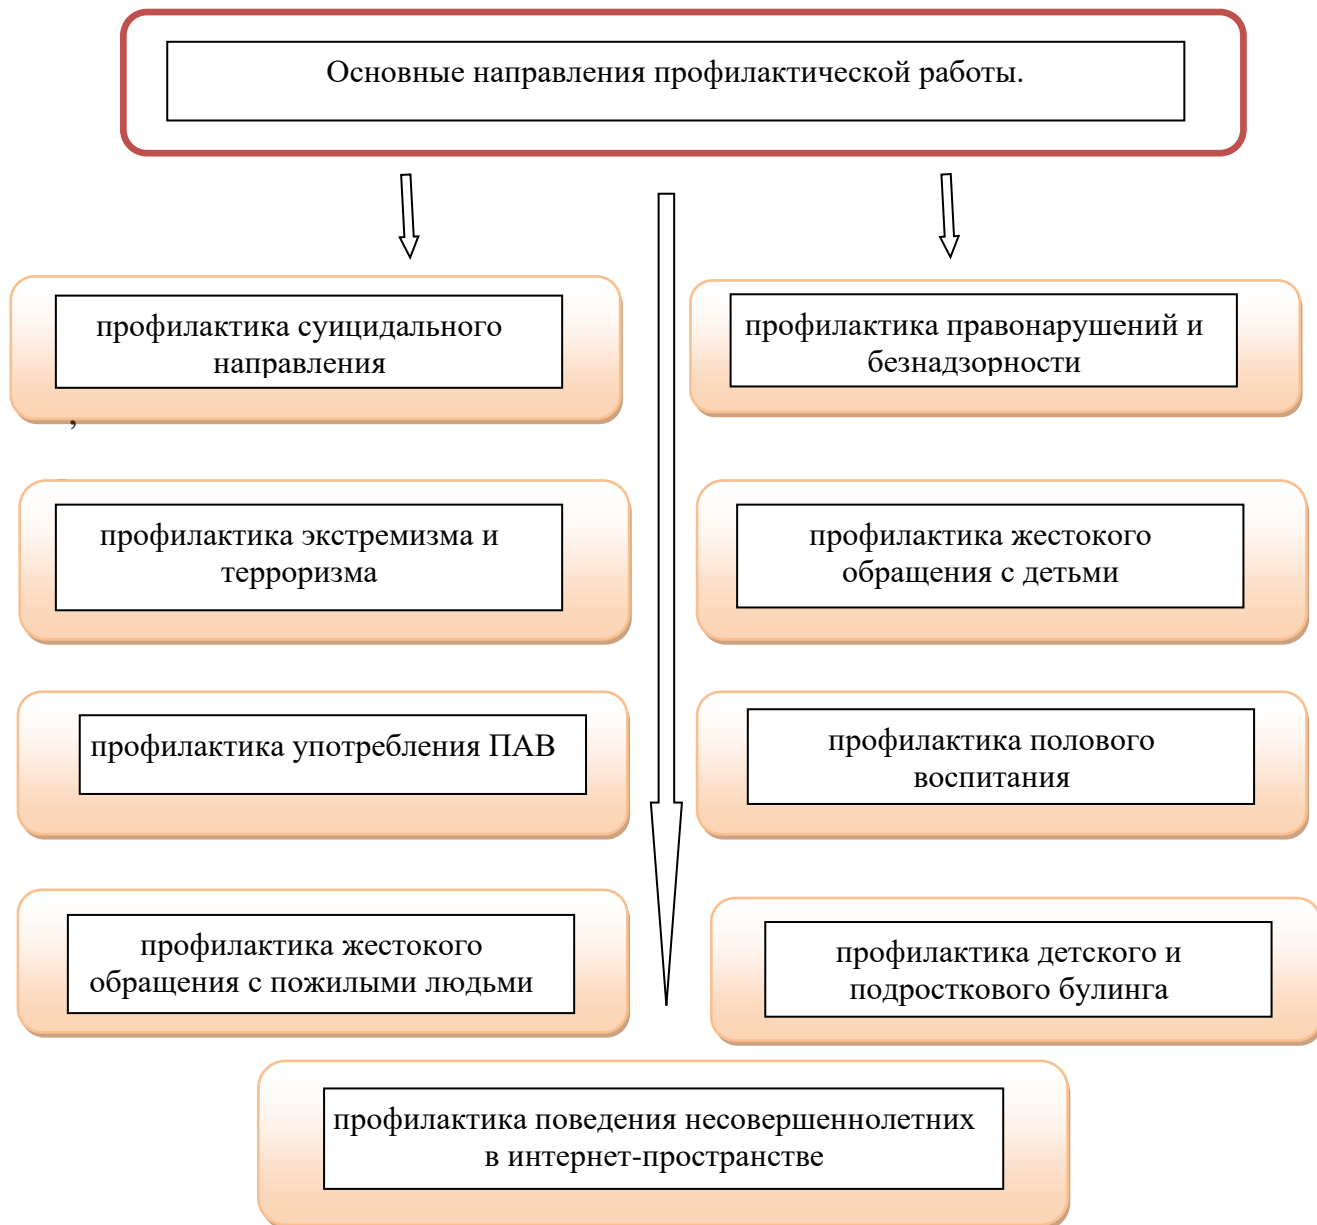 Основные направления профилактической работы.
профилактика суицидального
направления
профилактика правонарушений и
безнадзорности
,
профилактика экстремизма и
терроризма
профилактика жестокого
обращения с детьми
профилактика употребления ПАВ
профилактика полового
воспитания
профилактика жестокого
обращения с пожилыми людьми
профилактика детского и
подросткового булинга
профилактика поведения несовершеннолетних
в интернет-пространстве